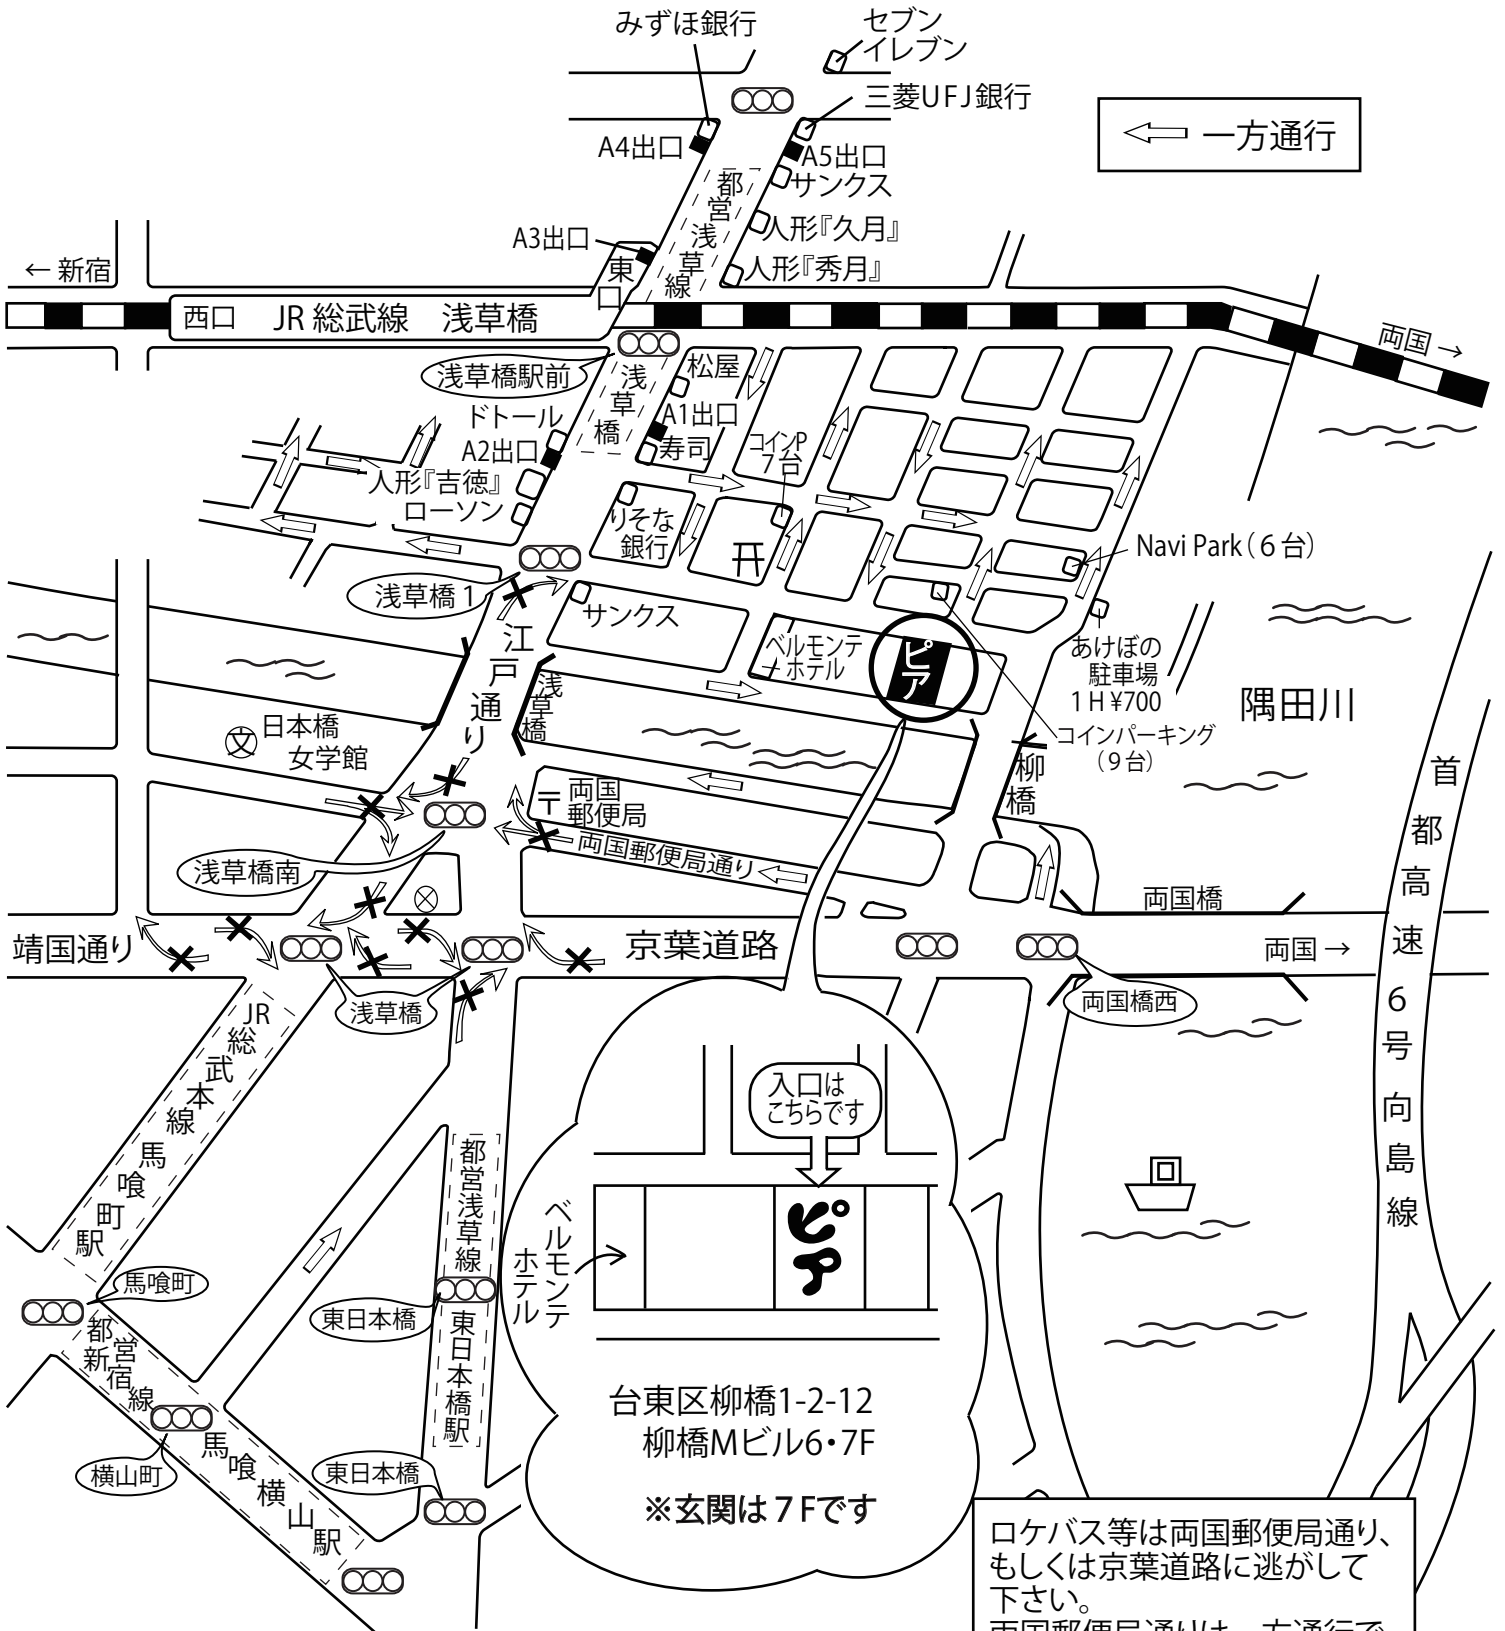 みずほ銀行
セブン
イレブン
三菱UFJ銀行
← 一方通行
A4出口
A5出口
サンクス
都営浅草線
人形『久月』
A3出口
人形『秀月』
← 新宿
東口
西口 JR 総武線 浅草橋
両国 →
浅草橋駅前
松屋
浅草橋
ドトール
A1出口
A2出口
寿司
コインP
7台
人形『吉徳』
ローソン
りそな
銀行
Navi Park(6台)
浅草橋1
サンクス
江戸通り
ベルモンテ
ホテル
ピア
あけぼの
駐車場
1H¥700
隅田川
浅草橋
日本橋
女学館
文
コインパーキング
(9台)
柳橋
首都高速6号向島線
〒
両国
郵便局
両国郵便局通り
浅草橋南
両国橋
靖国通り
京葉道路
両国 →
浅草橋
両国橋西
JR総武本線馬喰町駅
入口は
こちらです
都営浅草線
ピア
ベルモンテ
ホテル
馬喰町
東日本橋
東日本橋駅
都営新宿線
馬喰横山駅
横山町
東日本橋
台東区柳橋1-2-12
柳橋Mビル6・7F
※玄関は7Fです
ロケバス等は両国郵便局通り、
もしくは京葉道路に逃がして
下さい。
両国郵便局通りは、一方通行で